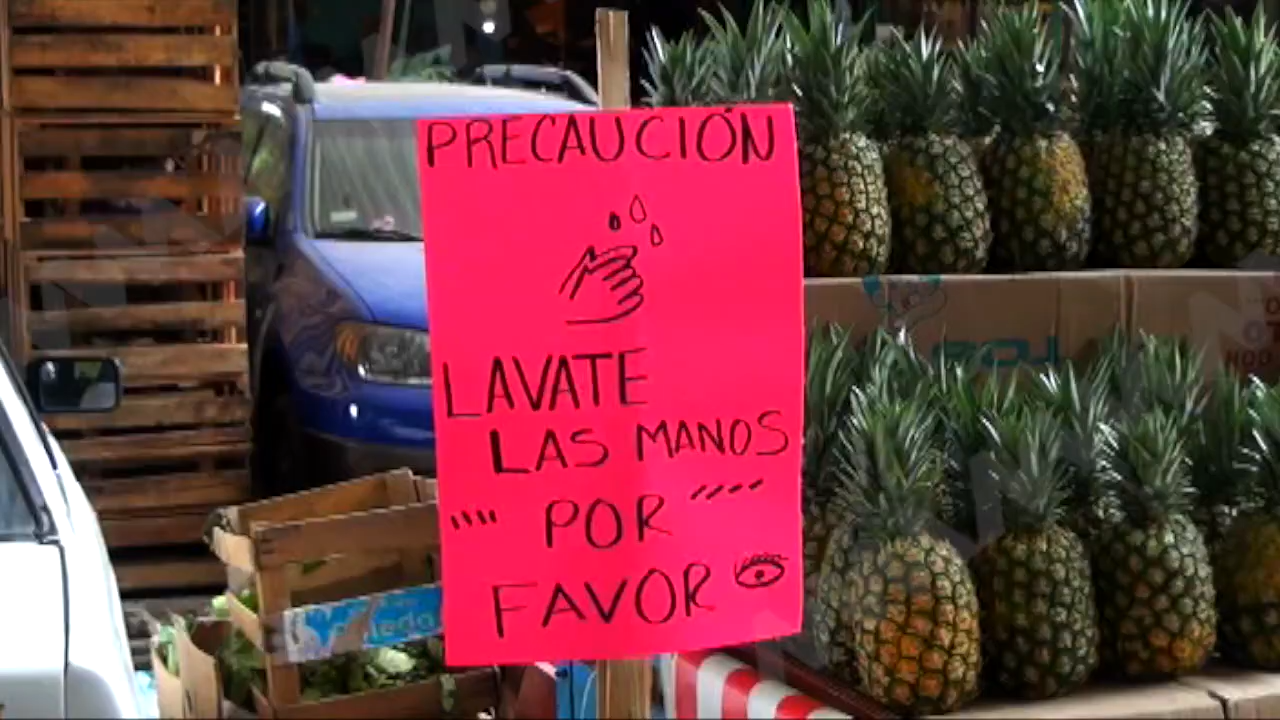 PRECAUCIÓN
LAVATE
LAS MANOS
"" POR ""
FAVOR